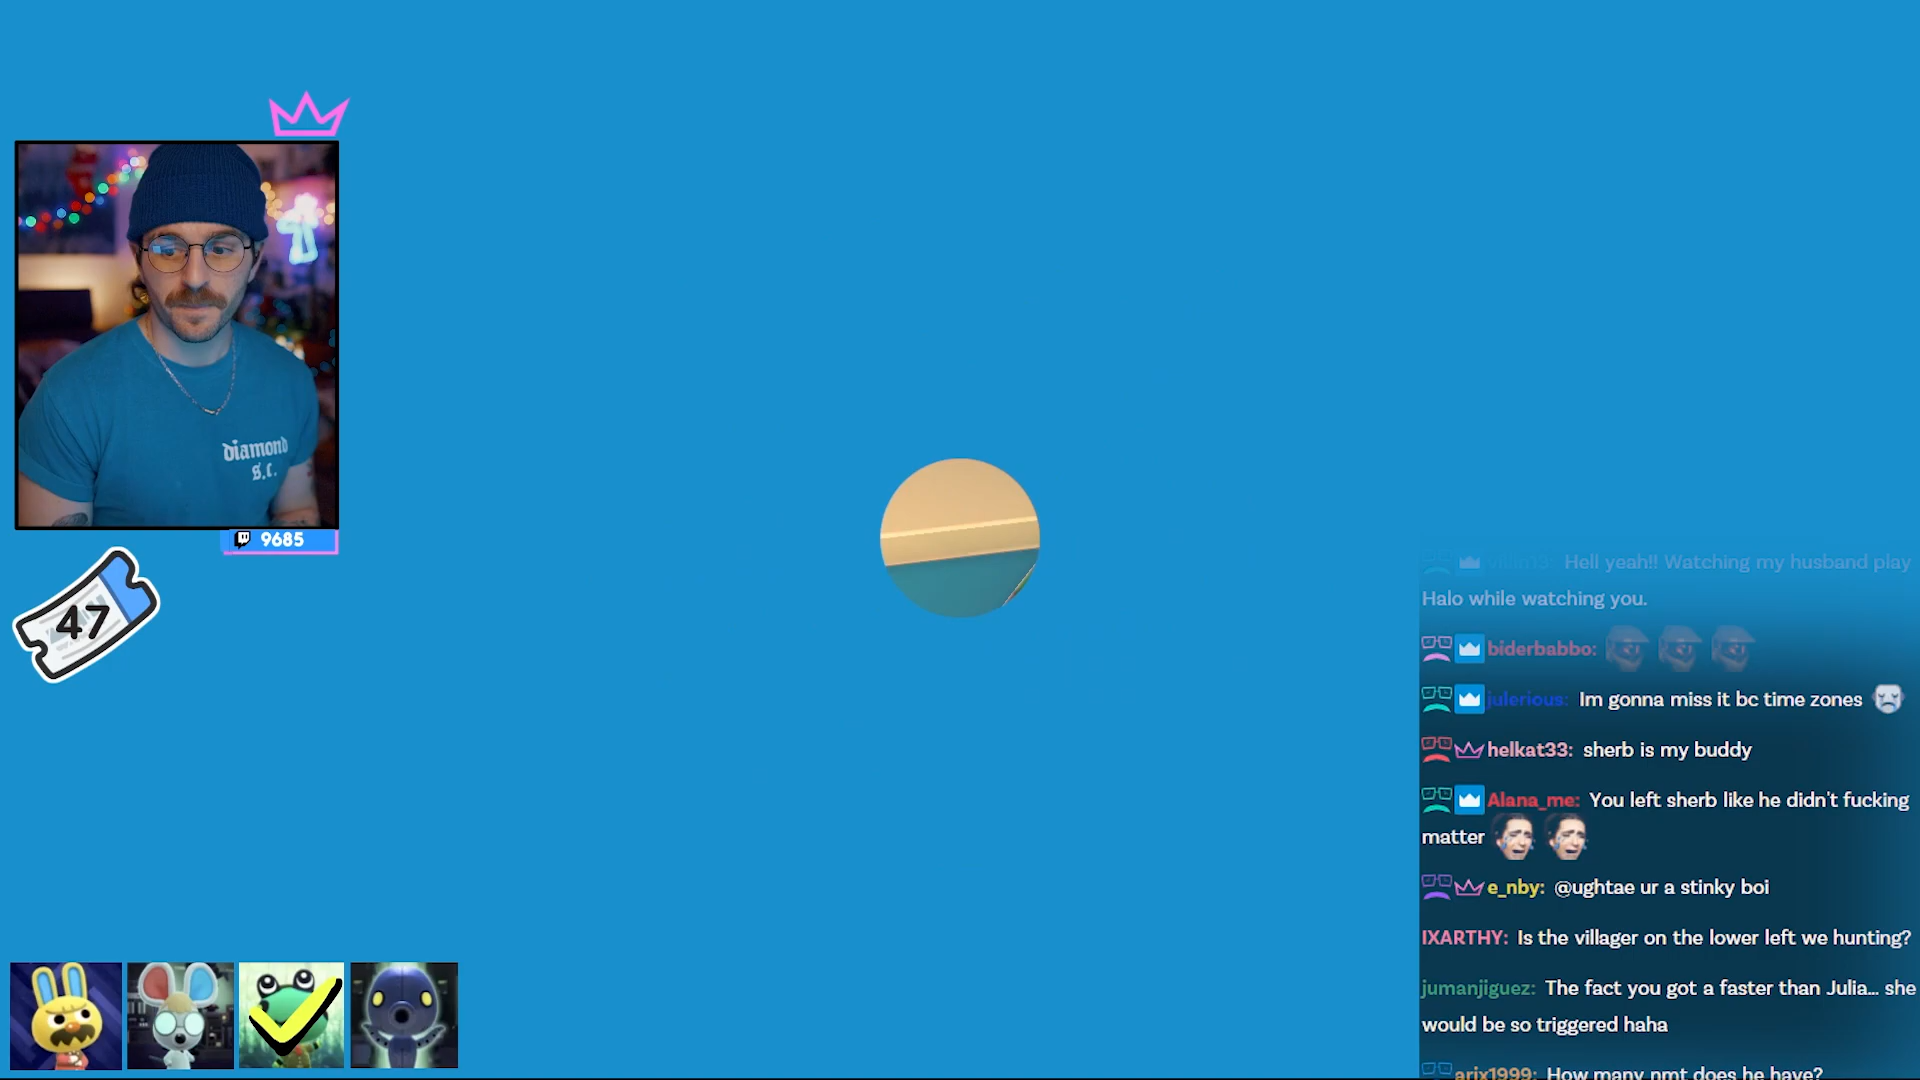 diamond
s.c.
9685
47
villm13: Hell yeah!! Watching my husband play
Halo while watching you.
biderbabbo:
julerious: Im gonna miss it bc time zones
helkat33: sherb is my buddy
Alana_me: You left sherb like he didn't fucking
matter
e_nby: @ughtae ur a stinky boi
IXARTHY: Is the villager on the lower left we hunting?
jumanjiguez: The fact you got a faster than Julia... she
would be so triggered haha
arix1999: How many nmt does he have?